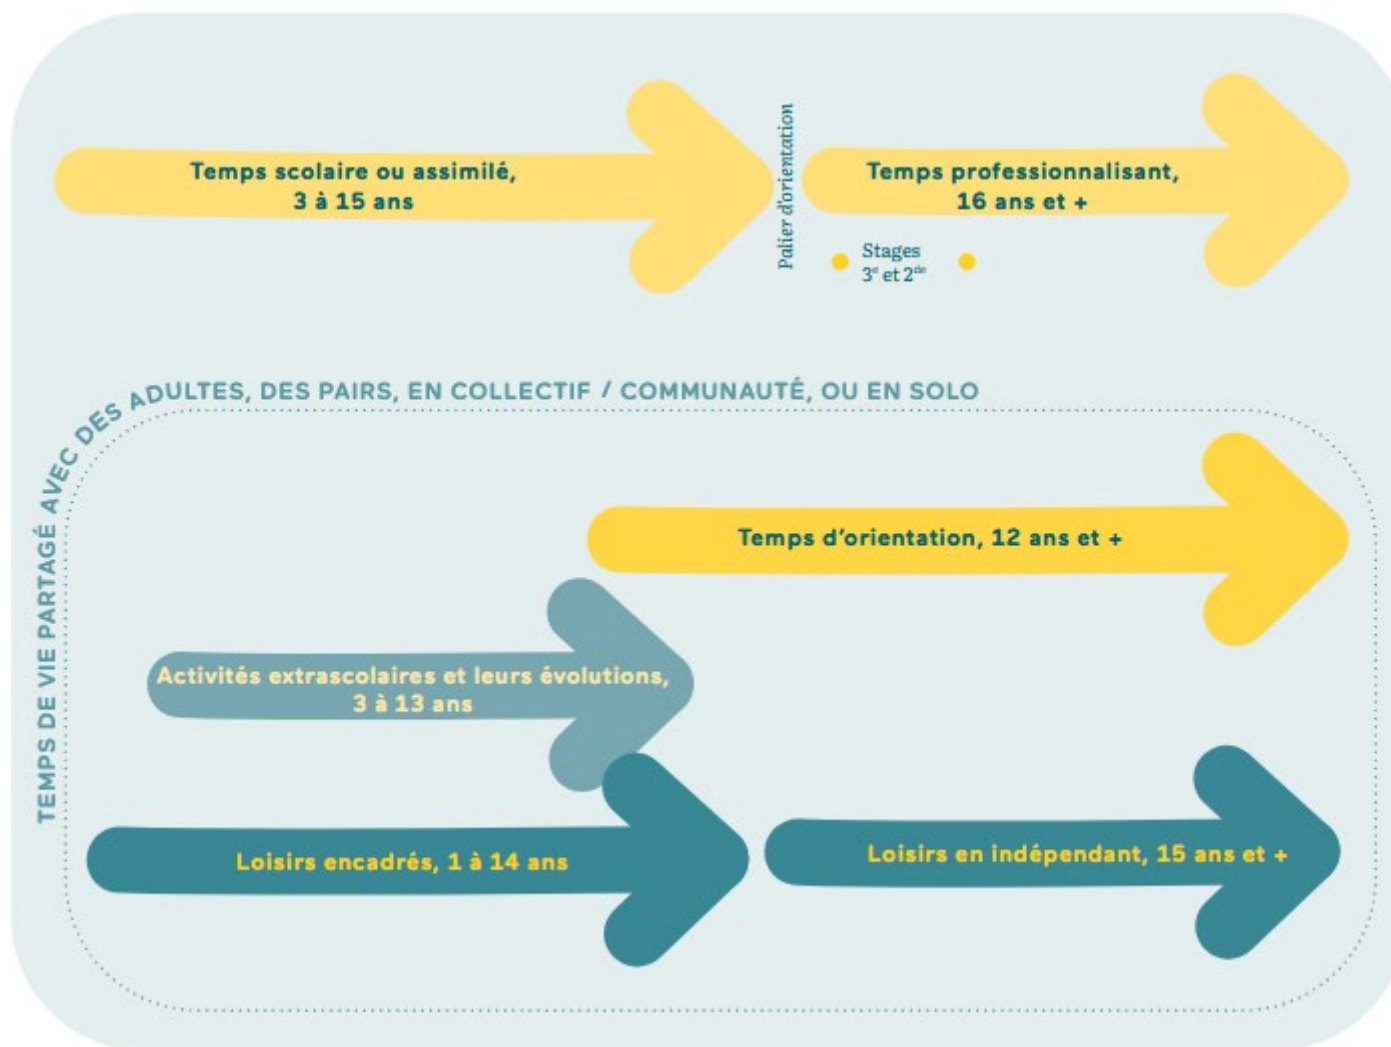 Temps scolaire ou assimilé,
3 à 15 ans
Palier d'orientation
Temps professionnalisant,
16 ans et +
Stages
3e et 2de
TEMPS DE VIE PARTAGÉ AVEC DES ADULTES, DES PAIRS, EN COLLECTIF / COMMUNAUTÉ, OU EN SOLO
Temps d'orientation, 12 ans et +
Activités extrascolaires et leurs évolutions,
3 à 13 ans
Loisirs encadrés, 1 à 14 ans
Loisirs en indépendant, 15 ans et +